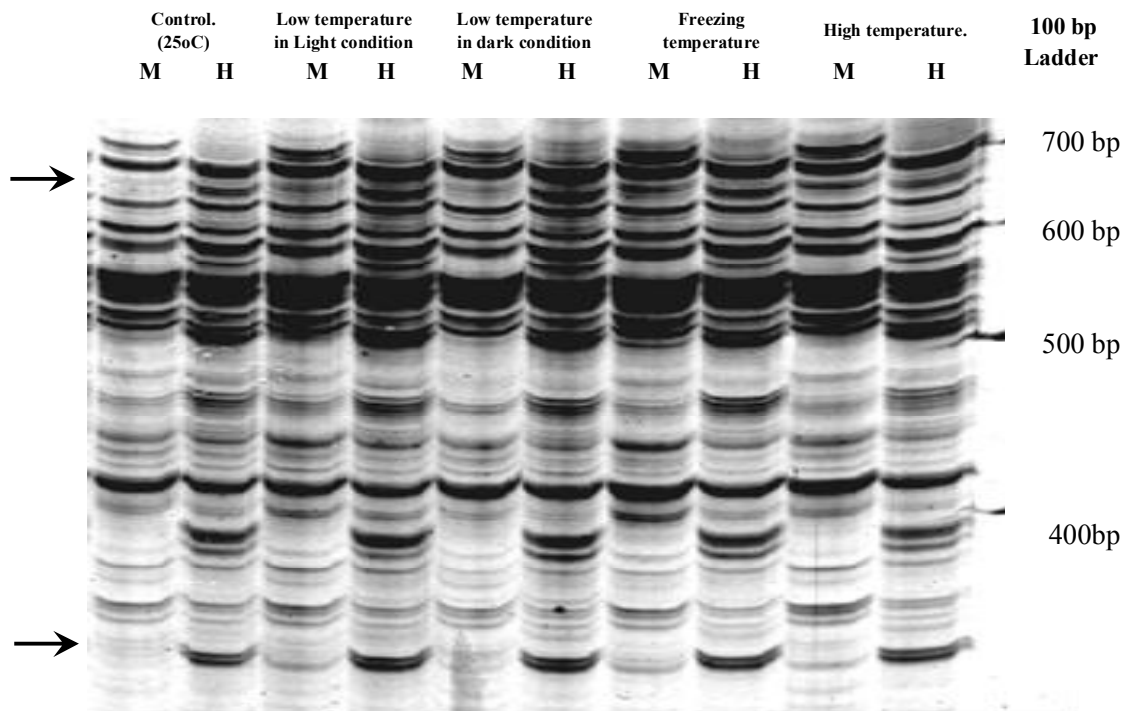 Control.
(25oC)
Low temperature
in Light condition
Low temperature
in dark condition
Freezing
temperature
High temperature.
100 bp
Ladder
M H M H M H M H M H
700 bp
600 bp
500 bp
400bp